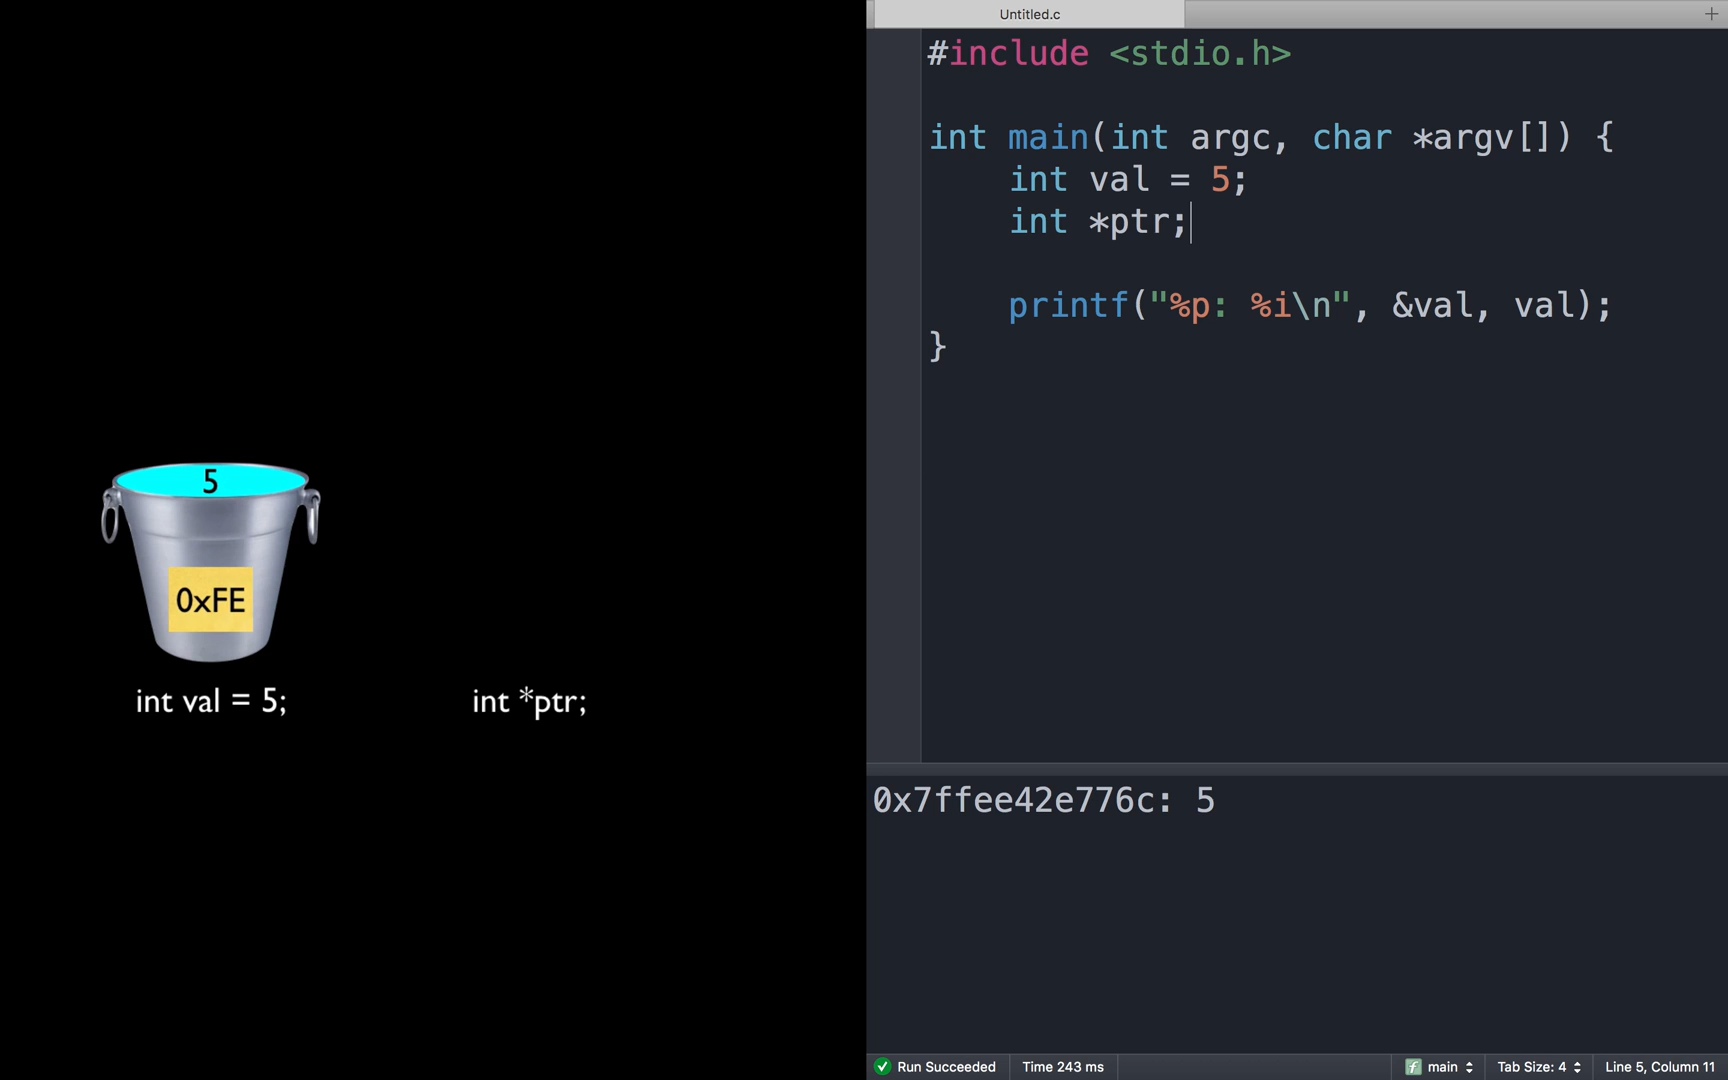 5
0xFE
int val = 5;
int *ptr;
Untitled.c
#include <stdio.h>
int main(int argc, char *argv[]) {
int val = 5;
int *ptr;
printf("%p: %i\n", &val, val);
}
0x7ffee42e776c: 5
Run Succeeded Time 243 ms f main Tab Size: 4 Line 5, Column 11